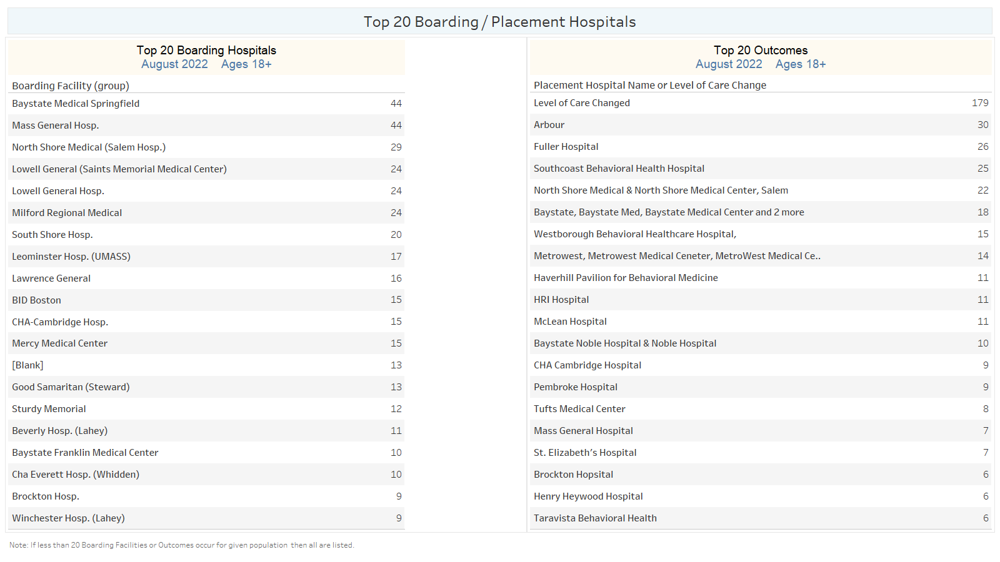 Top 20 Boarding / Placement Hospitals
Top 20 Boarding Hospitals
August 2022 Ages 18+
Boarding Facility (group)
Baystate Medical Springfield 44
Mass General Hosp. 44
North Shore Medical (Salem Hosp.) 29
Lowell General (Saints Memorial Medical Center) 24
Lowell General Hosp. 24
Milford Regional Medical 24
South Shore Hosp. 20
Leominster Hosp. (UMASS) 17
Lawrence General 16
BID Boston 15
CHA-Cambridge Hosp. 15
Mercy Medical Center 15
[Blank] 13
Good Samaritan (Steward) 13
Sturdy Memorial 12
Beverly Hosp. (Lahey) 11
Baystate Franklin Medical Center 10
Cha Everett Hosp. (Whidden) 10
Brockton Hosp. 9
Winchester Hosp. (Lahey) 9
Top 20 Outcomes
August 2022 Ages 18+
Placement Hospital Name or Level of Care Change
Level of Care Changed 179
Arbour 30
Fuller Hospital 26
Southcoast Behavioral Health Hospital 25
North Shore Medical & North Shore Medical Center, Salem 22
Baystate, Baystate Med, Baystate Medical Center and 2 more 18
Westborough Behavioral Healthcare Hospital, 15
Metrowest, Metrowest Medical Ceneter, MetroWest Medical Ce.. 14
Haverhill Pavilion for Behavioral Medicine 11
HRI Hospital 11
McLean Hospital 11
Baystate Noble Hospital & Noble Hospital 10
CHA Cambridge Hospital 9
Pembroke Hospital 9
Tufts Medical Center 8
Mass General Hospital 7
St. Elizabeth's Hospital 7
Brockton Hopsital 6
Henry Heywood Hospital 6
Taravista Behavioral Health 6
Note: If less than 20 Boarding Facilities or Outcomes occur for given population then all are listed.